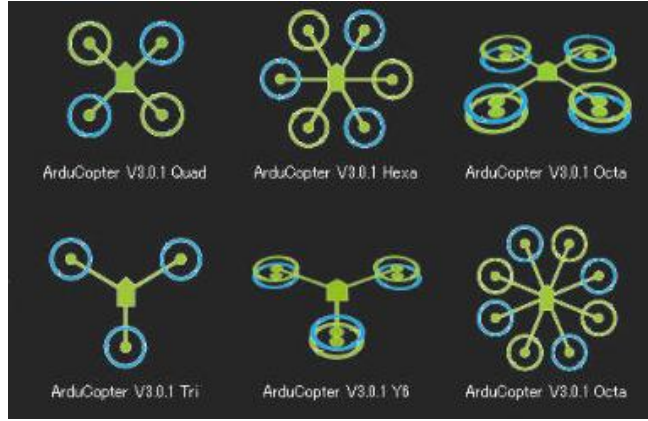 ArduCopter V3.0.1 Quad
ArduCopter V3.0.1 Hexa
ArduCopter V3.0.1 Octa
ArduCopter V3.0.1 Tri
ArduCopter V3.0.1 Y6
ArduCopter V3.0.1 Octa